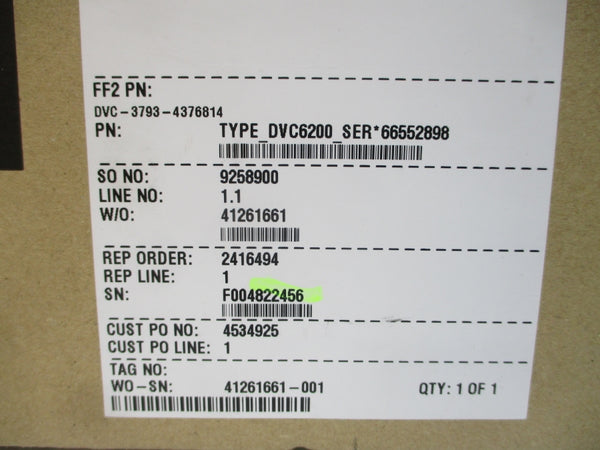 FF2 PN:
DVC-3793-4376814
PN: TYPE_DVC6200_SER*66552898
SO NO: 9258900
LINE NO: 1.1
W/O: 41261661
REP ORDER: 2416494
REP LINE: 1
SN: F004822456
CUST PO NO: 4534925
CUST PO LINE: 1
TAG NO:
WO-SN: 41261661-001 QTY: 1 OF 1